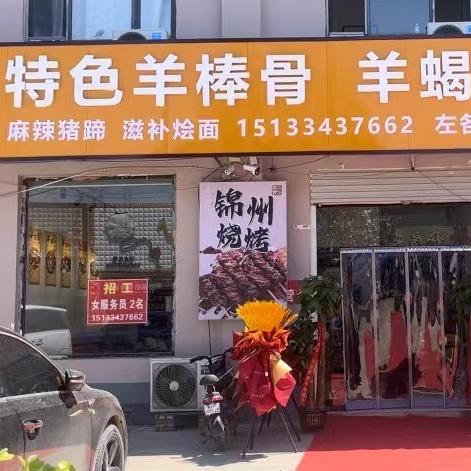 特色羊棒骨 羊蝎
麻辣猪蹄 滋补烩面 15133437662 左
锦州
烧烤
招工
女服务员 2名
15133437662